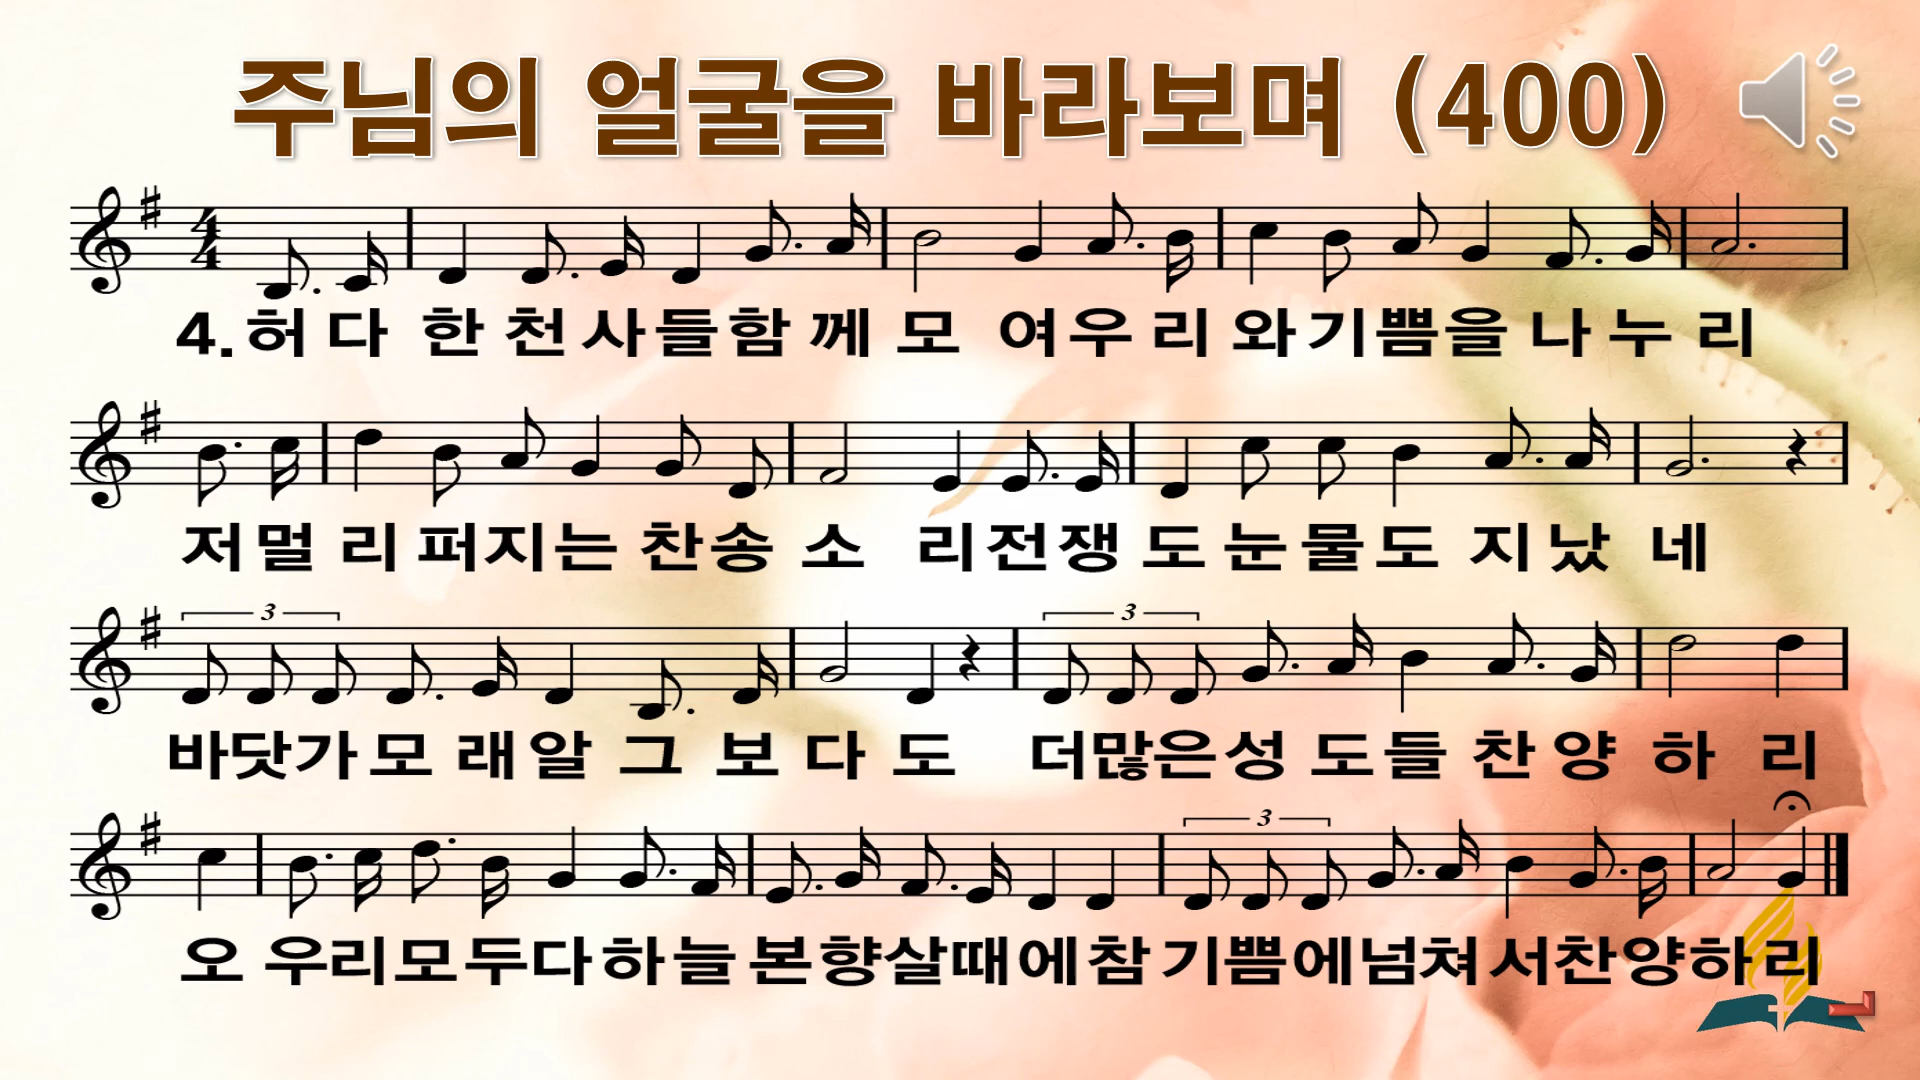 주님의 얼굴을 바라보며 (400)
4.허다 한 천사들함 께 모 여우 리 와기쁨을 나 누 리
저멀 리 퍼지는 찬송 소 리전쟁 도 눈물도 지났 네
바닷가 모 래알 그 보 다 도 더많은성 도들 찬 양 하 리
오 우리모두다하늘 본향살때에참 기쁨에넘쳐 서찬양하리